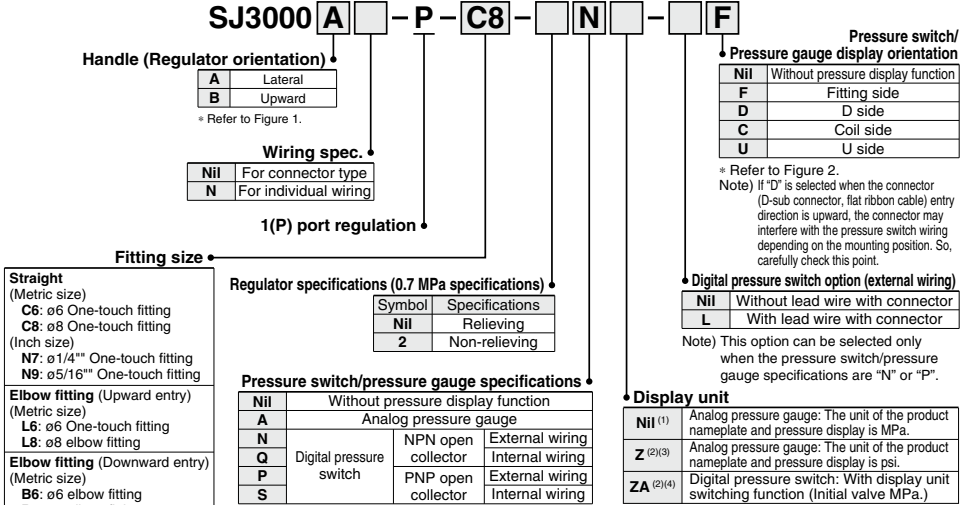 SJ3000 A – P – C8 – N – F
Handle (Regulator orientation)
A Lateral
B Upward
* Refer to Figure 1.
Wiring spec.
Nil For connector type
N For individual wiring
1(P) port regulation
Fitting size
Straight
(Metric size)
C6: ø6 One-touch fitting
C8: ø8 One-touch fitting
(Inch size)
N7: ø1/4"" One-touch fitting
N9: ø5/16"" One-touch fitting
Elbow fitting (Upward entry)
(Metric size)
L6: ø6 One-touch fitting
L8: ø8 elbow fitting
Elbow fitting (Downward entry)
(Metric size)
B6: ø6 elbow fitting
Regulator specifications (0.7 MPa specifications)
Symbol Specifications
Nil Relieving
2 Non-relieving
Pressure switch/pressure gauge specifications
Nil Without pressure display function
A Analog pressure gauge
N Digital pressure switch NPN open collector External wiring
Q Internal wiring
P PNP open collector External wiring
S Internal wiring
Display unit
Nil (1) Analog pressure gauge: The unit of the product
nameplate and pressure display is MPa.
Z (2)(3) Analog pressure gauge: The unit of the product
nameplate and pressure display is psi.
ZA (2)(4) Digital pressure switch: With display unit
switching function (Initial valve MPa.)
Digital pressure switch option (external wiring)
Nil Without lead wire with connector
L With lead wire with connector
Note) This option can be selected only
when the pressure switch/pressure
gauge specifications are “N” or “P”.
Pressure switch/
Pressure gauge display orientation
Nil Without pressure display function
F Fitting side
D D side
C Coil side
U U side
* Refer to Figure 2.
Note) If “D” is selected when the connector
(D-sub connector, flat ribbon cable) entry
direction is upward, the connector may
interfere with the pressure switch wiring
depending on the mounting position. So,
carefully check this point.